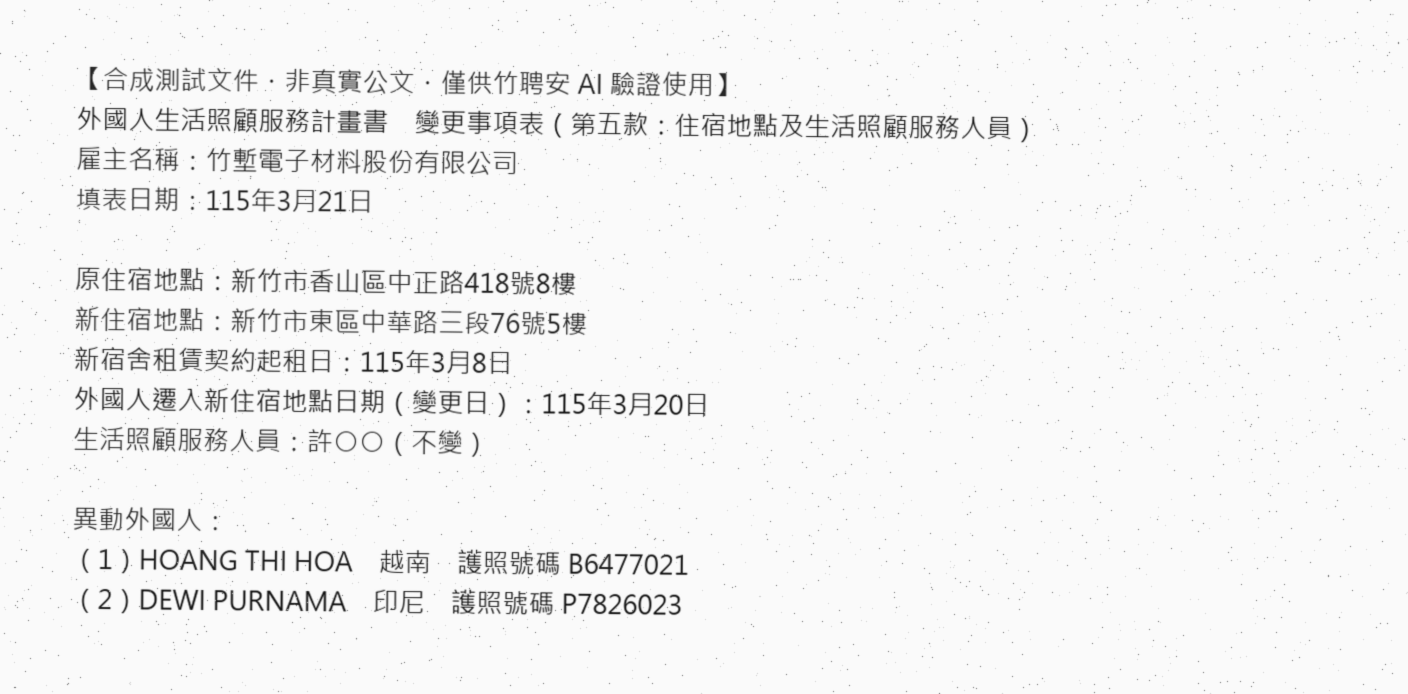 【合成測試文件．非真實公文．僅供竹聘安 AI 驗證使用】
外國人生活照顧服務計畫書　變更事項表（第五款：住宿地點及生活照顧服務人員）
雇主名稱：竹塹電子材料股份有限公司
填表日期：115年3月21日
原住宿地點：新竹市香山區中正路418號8樓
新住宿地點：新竹市東區中華路三段76號5樓
新宿舍租賃契約起租日：115年3月8日
外國人遷入新住宿地點日期（變更日）：115年3月20日
生活照顧服務人員：許〇〇（不變）
異動外國人：
（1）HOANG THI HOA　越南　護照號碼 B6477021
（2）DEWI PURNAMA　印尼　護照號碼 P7826023